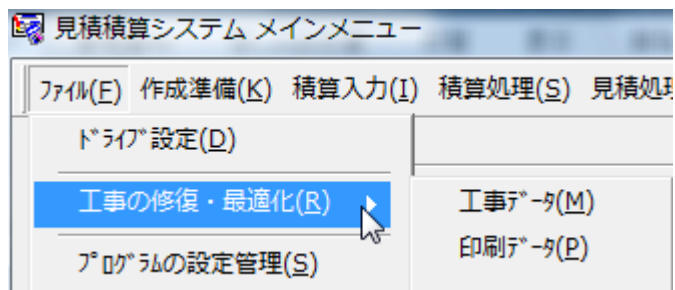 見積積算システム メインメニュー
ﾌｧｲﾙ(F) 作成準備(K) 積算入力(I) 積算処理(S) 見積処理
ﾄﾞﾗｲﾌﾞ設定(D)
工事の修復・最適化(R)
工事ﾃﾞｰﾀ(M)
印刷ﾃﾞｰﾀ(P)
ﾌﾟﾛｸﾞﾗﾑの設定管理(S)